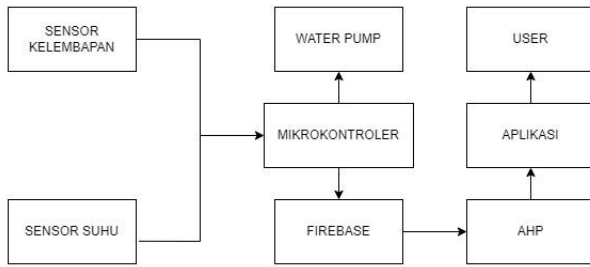 SENSOR
KELEMBAPAN
WATER PUMP
USER
MIKROKONTROLER
APLIKASI
SENSOR SUHU
FIREBASE
AHP